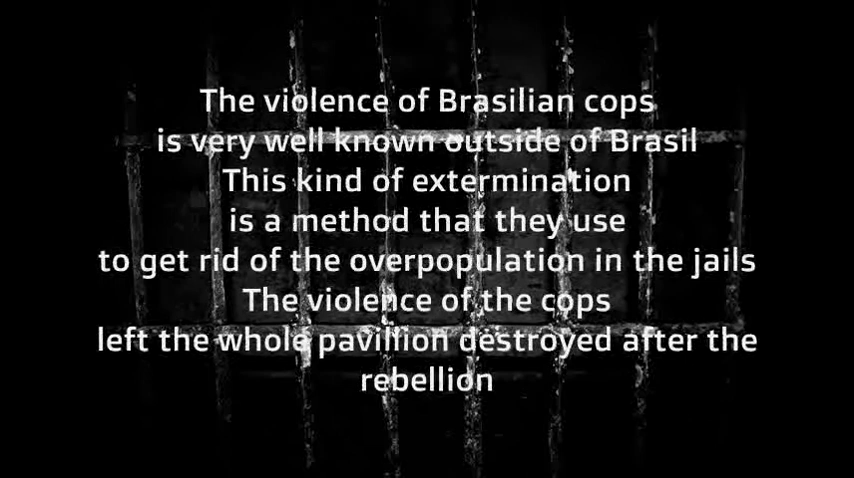 The violence of Brasilian cops
is very well known outside of Brasil
This kind of extermination
is a method that they use
to get rid of the overpopulation in the jails
The violence of the cops
left the whole pavillion destroyed after the
rebellion